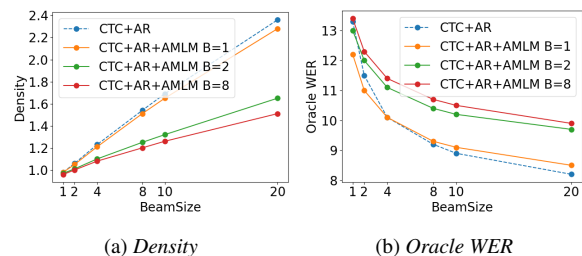 2.4
2.2
2.0
1.8
1.6
1.4
1.2
1.0
Density
CTC+AR
CTC+AR+AMLM B=1
CTC+AR+AMLM B=2
CTC+AR+AMLM B=8
1 2 4 8 10 20
BeamSize
(a) Density
13
12
11
10
9
8
Oracle WER
CTC+AR
CTC+AR+AMLM B=1
CTC+AR+AMLM B=2
CTC+AR+AMLM B=8
1 2 4 8 10 20
BeamSize
(b) Oracle WER